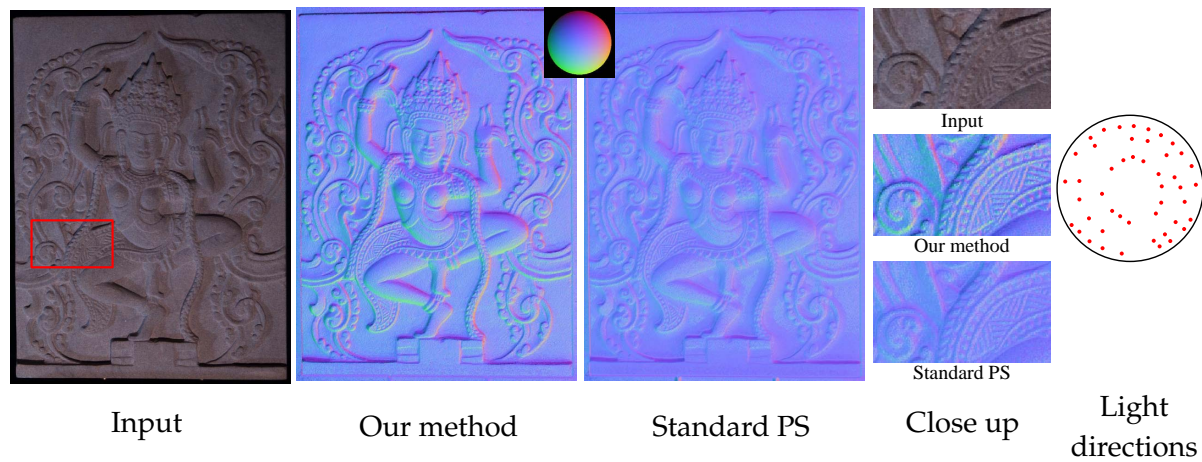 Input
Our method
Standard PS
Input
Our method
Standard PS
Close up
Light
directions